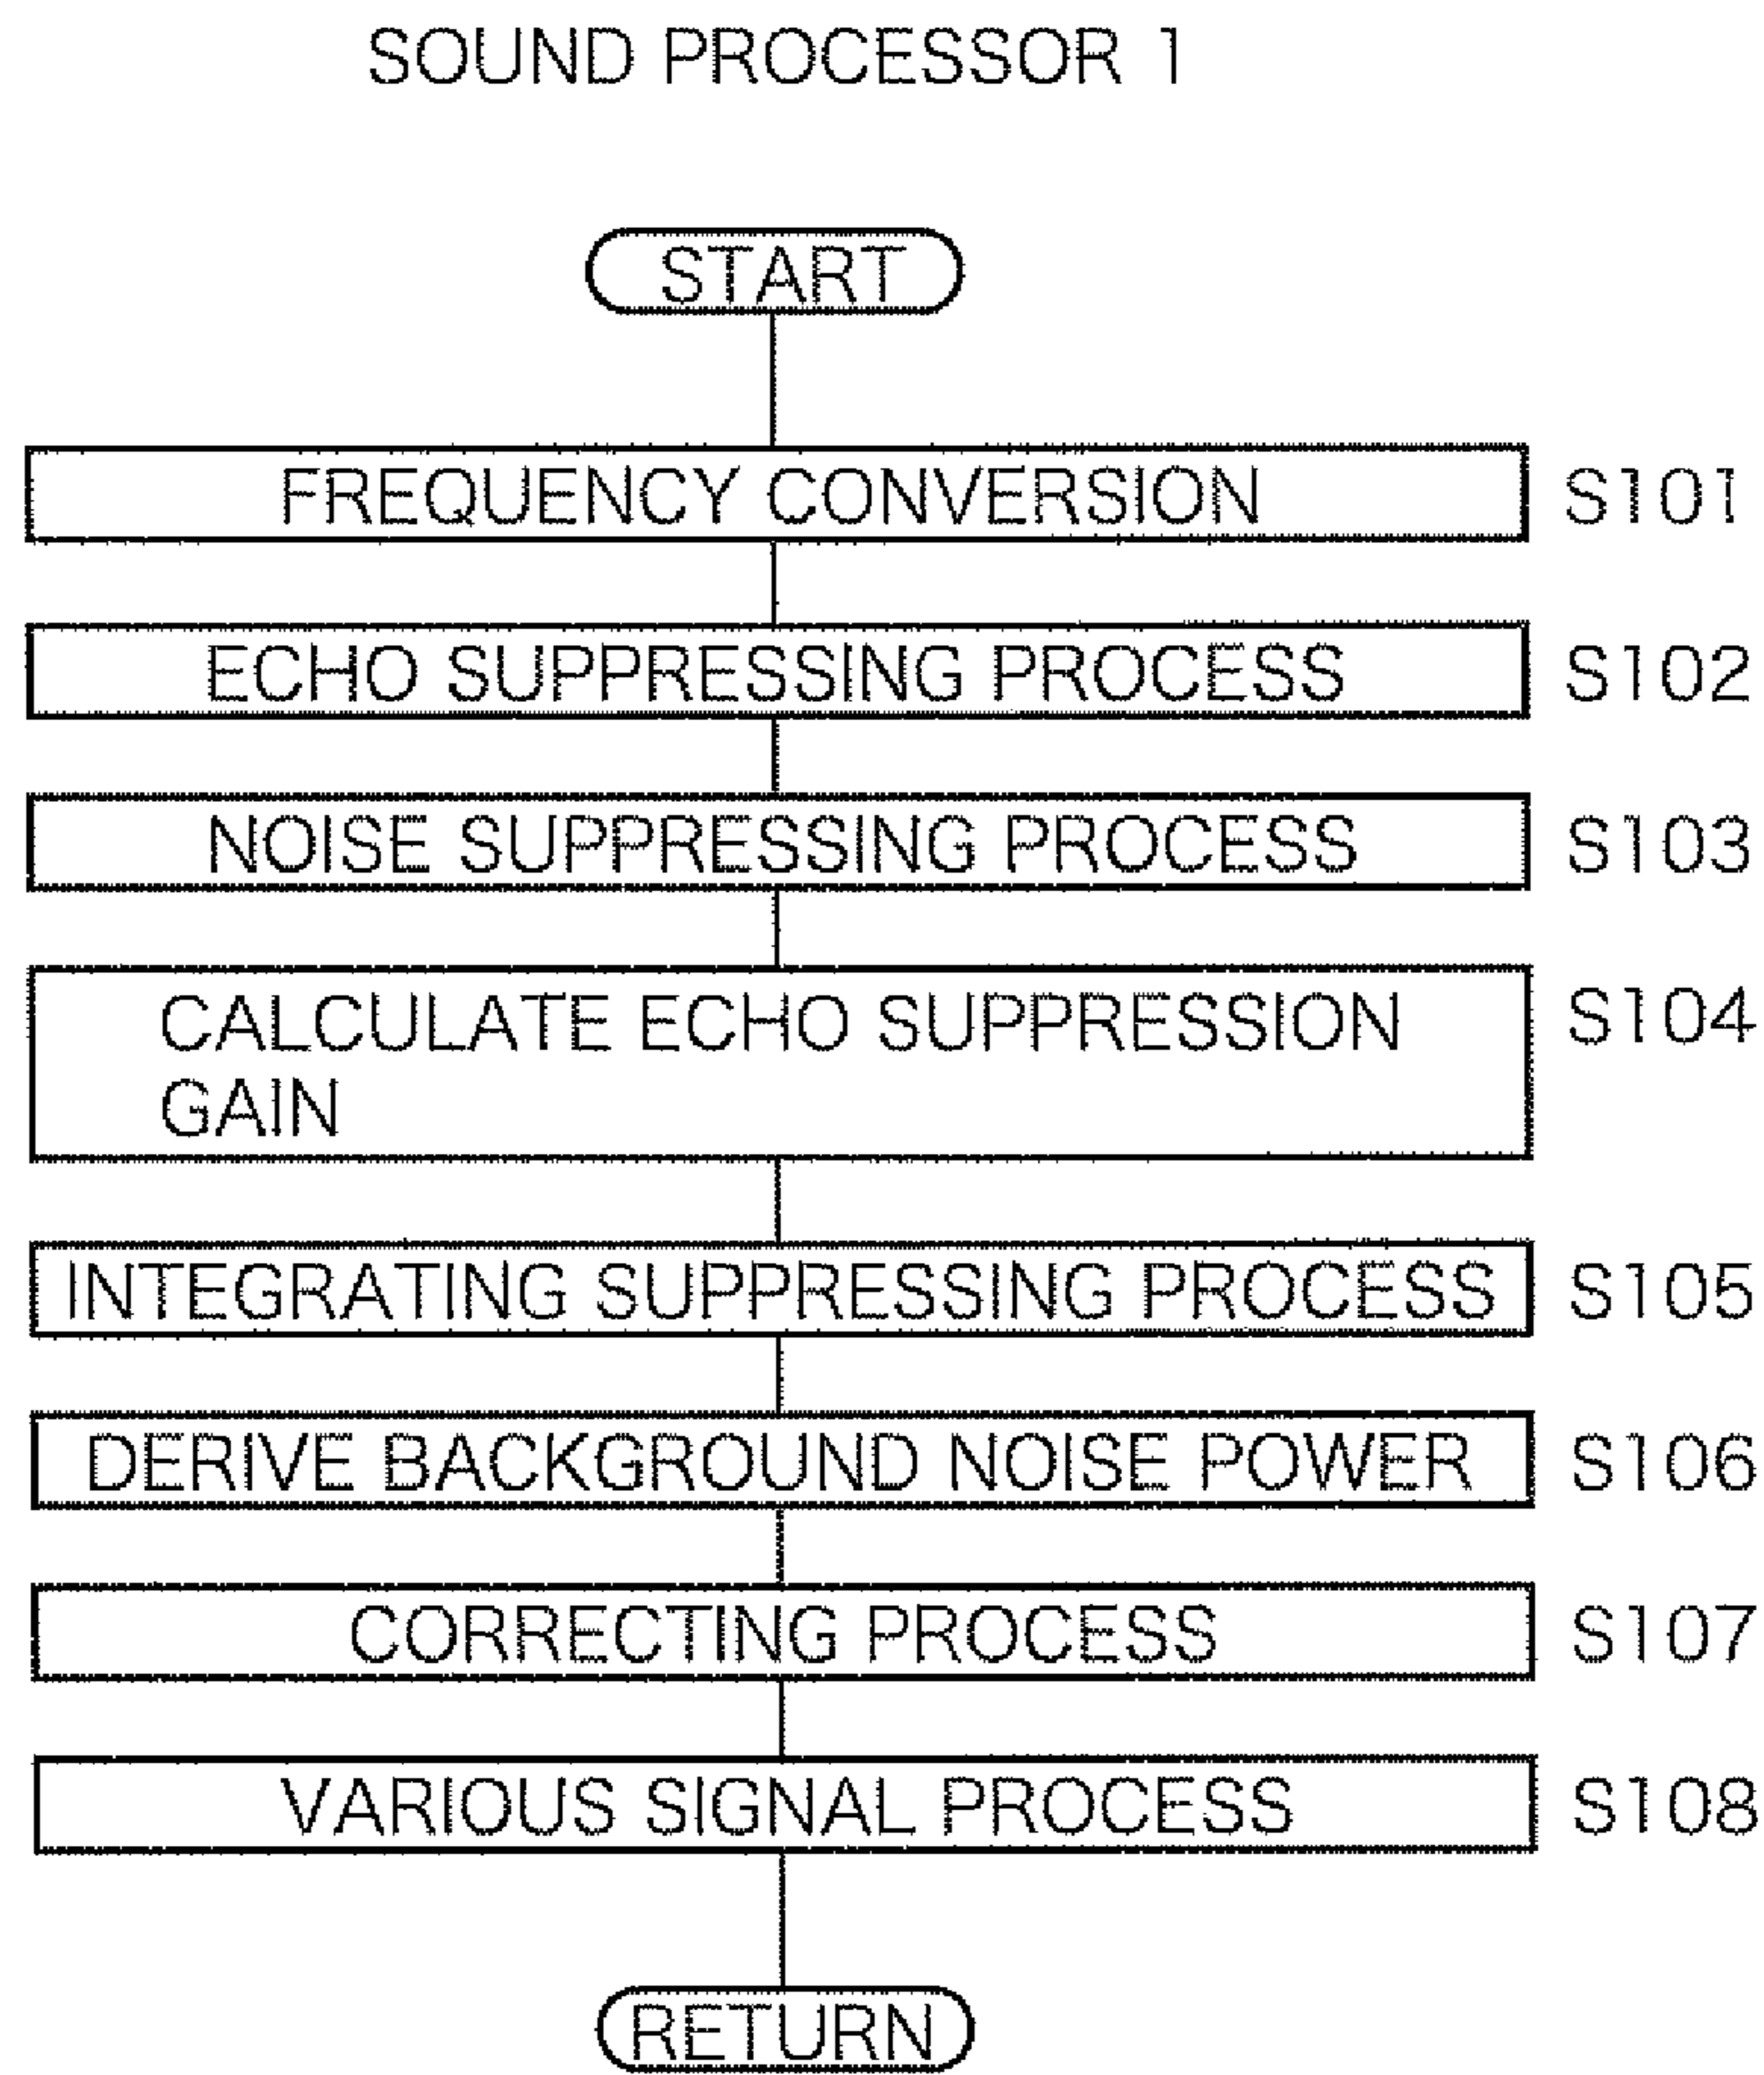 SOUND PROCESSOR 1
START
FREQUENCY CONVERSION S101
ECHO SUPPRESSING PROCESS S102
NOISE SUPPRESSING PROCESS S103
CALCULATE ECHO SUPPRESSION S104
GAIN
INTEGRATING SUPPRESSING PROCESS S105
DERIVE BACKGROUND NOISE POWER S106
CORRECTING PROCESS S107
VARIOUS SIGNAL PROCESS S108
RETURN